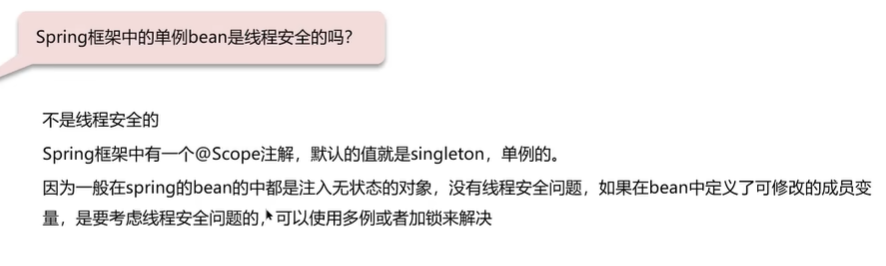 Spring框架中的单例bean是线程安全的吗?
不是线程安全的
Spring框架中有一个@Scope注解，默认的值就是singleton，单例的。
因为一般在spring的bean的中都是注入无状态的对象，没有线程安全问题，如果在bean中定义了可修改的成员变
量，是要考虑线程安全问题的，可以使用多例或者加锁来解决